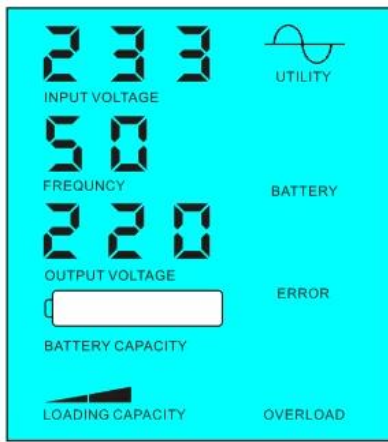 233
INPUT VOLTAGE
UTILITY
50
FREQUNCY
BATTERY
220
OUTPUT VOLTAGE
ERROR
BATTERY CAPACITY
LOADING CAPACITY
OVERLOAD